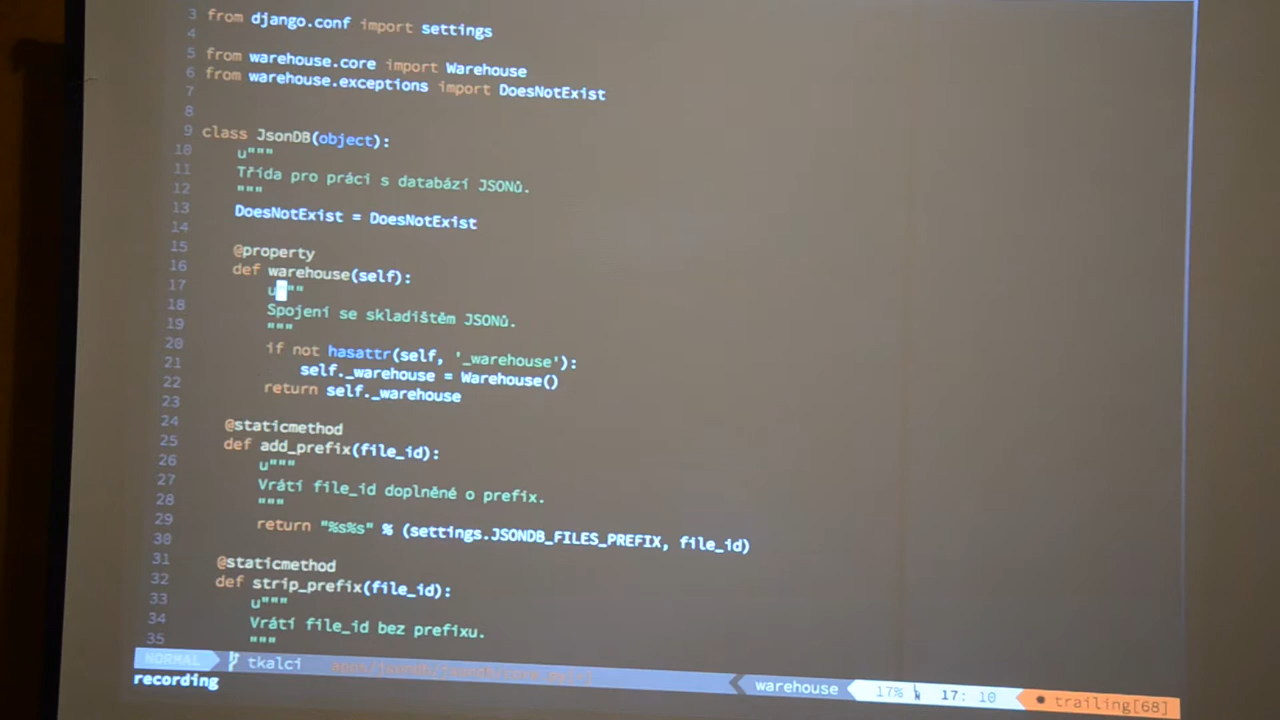 3 from django.conf import settings
4
5 from warehouse.core import Warehouse
6 from warehouse.exceptions import DoesNotExist
7
8
9 class JsonDB(object):
10 u"""
11 Třída pro práci s databází JSONů.
12 """
13 DoesNotExist = DoesNotExist
14
15 @property
16 def warehouse(self):
17 u"""
18 Spojení se skladištěm JSONů.
19 """
20 if not hasattr(self, '_warehouse'):
21 self._warehouse = Warehouse()
22 return self._warehouse
23
24 @staticmethod
25 def add_prefix(file_id):
26 u"""
27 Vrátí file_id doplněné o prefix.
28 """
29 return "%s%s" % (settings.JSONDB_FILES_PREFIX, file_id)
30
31 @staticmethod
32 def strip_prefix(file_id):
33 u"""
34 Vrátí file_id bez prefixu.
35 """
NORMAL tkalci warehouse 17% 17: 10 trailing[68]
recording